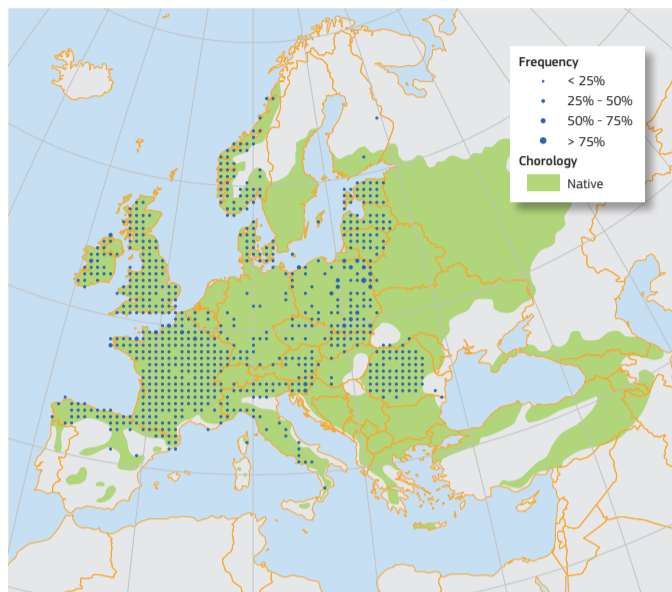 Frequency
< 25%
25% - 50%
50% - 75%
> 75%
Chorology
Native